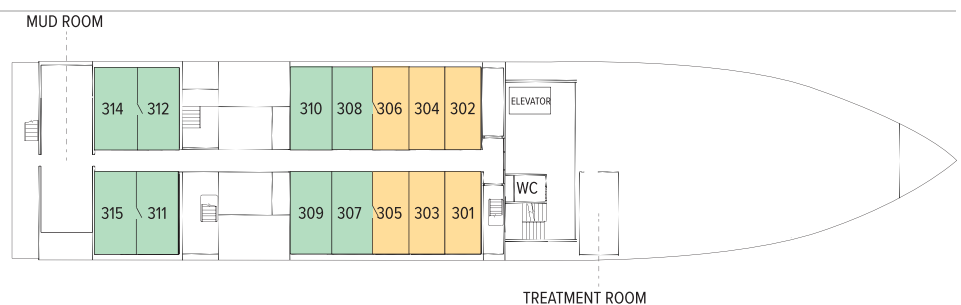 MUD ROOM
314 312 310 308 306 304 302 ELEVATOR
WC
315 311 309 307 305 303 301
TREATMENT ROOM